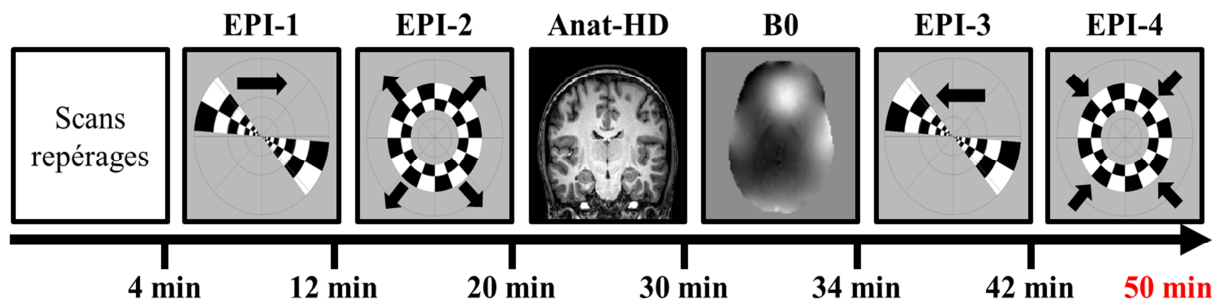 EPI-1 EPI-2 Anat-HD B0 EPI-3 EPI-4
Scans
repérages
4 min 12 min 20 min 30 min 34 min 42 min 50 min